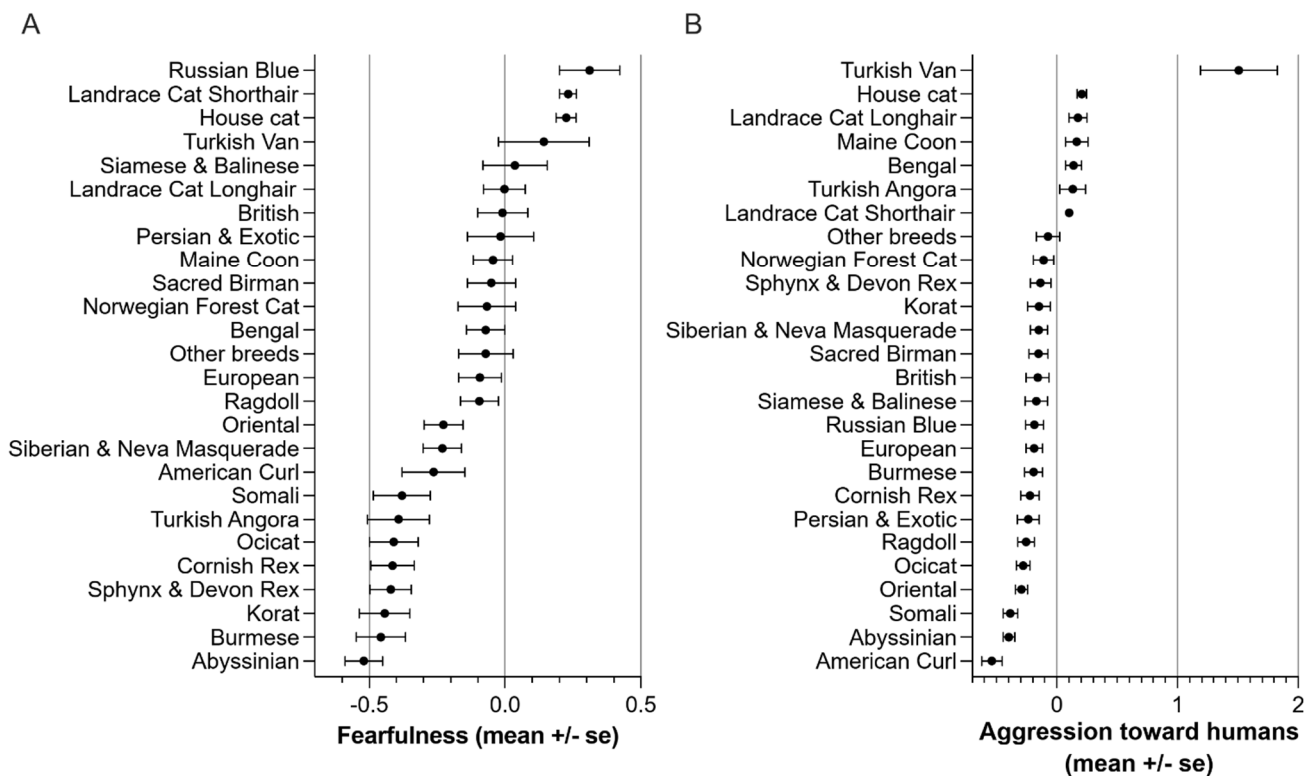 A
Russian Blue
Landrace Cat Shorthair
House cat
Turkish Van
Siamese & Balinese
Landrace Cat Longhair
British
Persian & Exotic
Maine Coon
Sacred Birman
Norwegian Forest Cat
Bengal
Other breeds
European
Ragdoll
Oriental
Siberian & Neva Masquerade
American Curl
Somali
Turkish Angora
Ocicat
Cornish Rex
Sphynx & Devon Rex
Korat
Burmese
Abyssinian
-0.5 0.0 0.5
Fearfulness (mean +/- se)
B
Turkish Van
House cat
Landrace Cat Longhair
Maine Coon
Bengal
Turkish Angora
Landrace Cat Shorthair
Other breeds
Norwegian Forest Cat
Sphynx & Devon Rex
Korat
Siberian & Neva Masquerade
Sacred Birman
British
Siamese & Balinese
Russian Blue
European
Burmese
Cornish Rex
Persian & Exotic
Ragdoll
Ocicat
Oriental
Somali
Abyssinian
American Curl
0 1 2
Aggression toward humans
(mean +/- se)